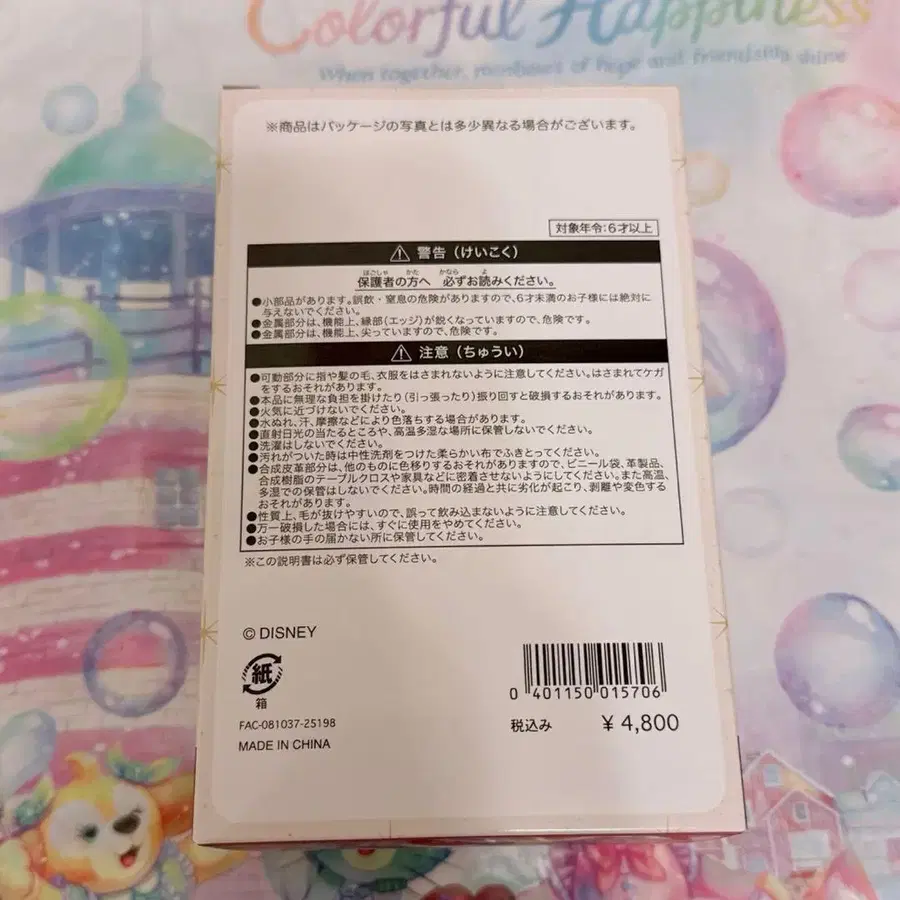 Colorful Happiness
When together, rainbows of hope and friendship shine
※商品はパッケージの写真とは多少異なる場合がございます。
対象年令:6才以上
警告(けいこく)
ほごしゃ かた かなら よ
保護者の方へ 必ずお読みください。
●小部品があります。誤飲・窒息の危険がありますので、6才未満のお子様には絶対に
与えないでください。
●金属部分は、機能上、縁部(エッジ)が鋭くなっていますので、危険です。
●金属部分は、機能上、尖っていますので、危険です。
注意(ちゅうい)
●可動部分に指や髪の毛、衣服をはさまれないように注意してください。はさまれてケガ
をするおそれがあります。
●本品に無理な負担を掛けたり(引っ張ったり)振り回すと破損するおそれがあります。
●火気に近づけないでください。
●水ぬれ、汗、摩擦などにより色落ちする場合があります。
●直射日光の当たるところや、高温多湿な場所に保管しないでください。
●洗濯はしないでください。
●汚れがついた時は中性洗剤をつけた柔らかい布でふきとってください。
●合成皮革部分は、他のものに色移りするおそれがありますので、ビニール袋、革製品、
合成樹脂のテーブルクロスや家具などに密着させないようにしてください。また高温、
多湿での保管はしないでください。時間の経過と共に劣化が起こり、剥離や変色する
おそれがあります。
●性質上、毛が抜けやすいので、誤って飲み込まないように注意してください。
●万一破損した場合には、すぐに使用をやめてください。
●お子様の手の届かない所に保管してください。
※この説明書は必ず保管してください。
© DISNEY
紙
箱
FAC-081037-25198
MADE IN CHINA
0 401150 015706
税込み ¥4,800